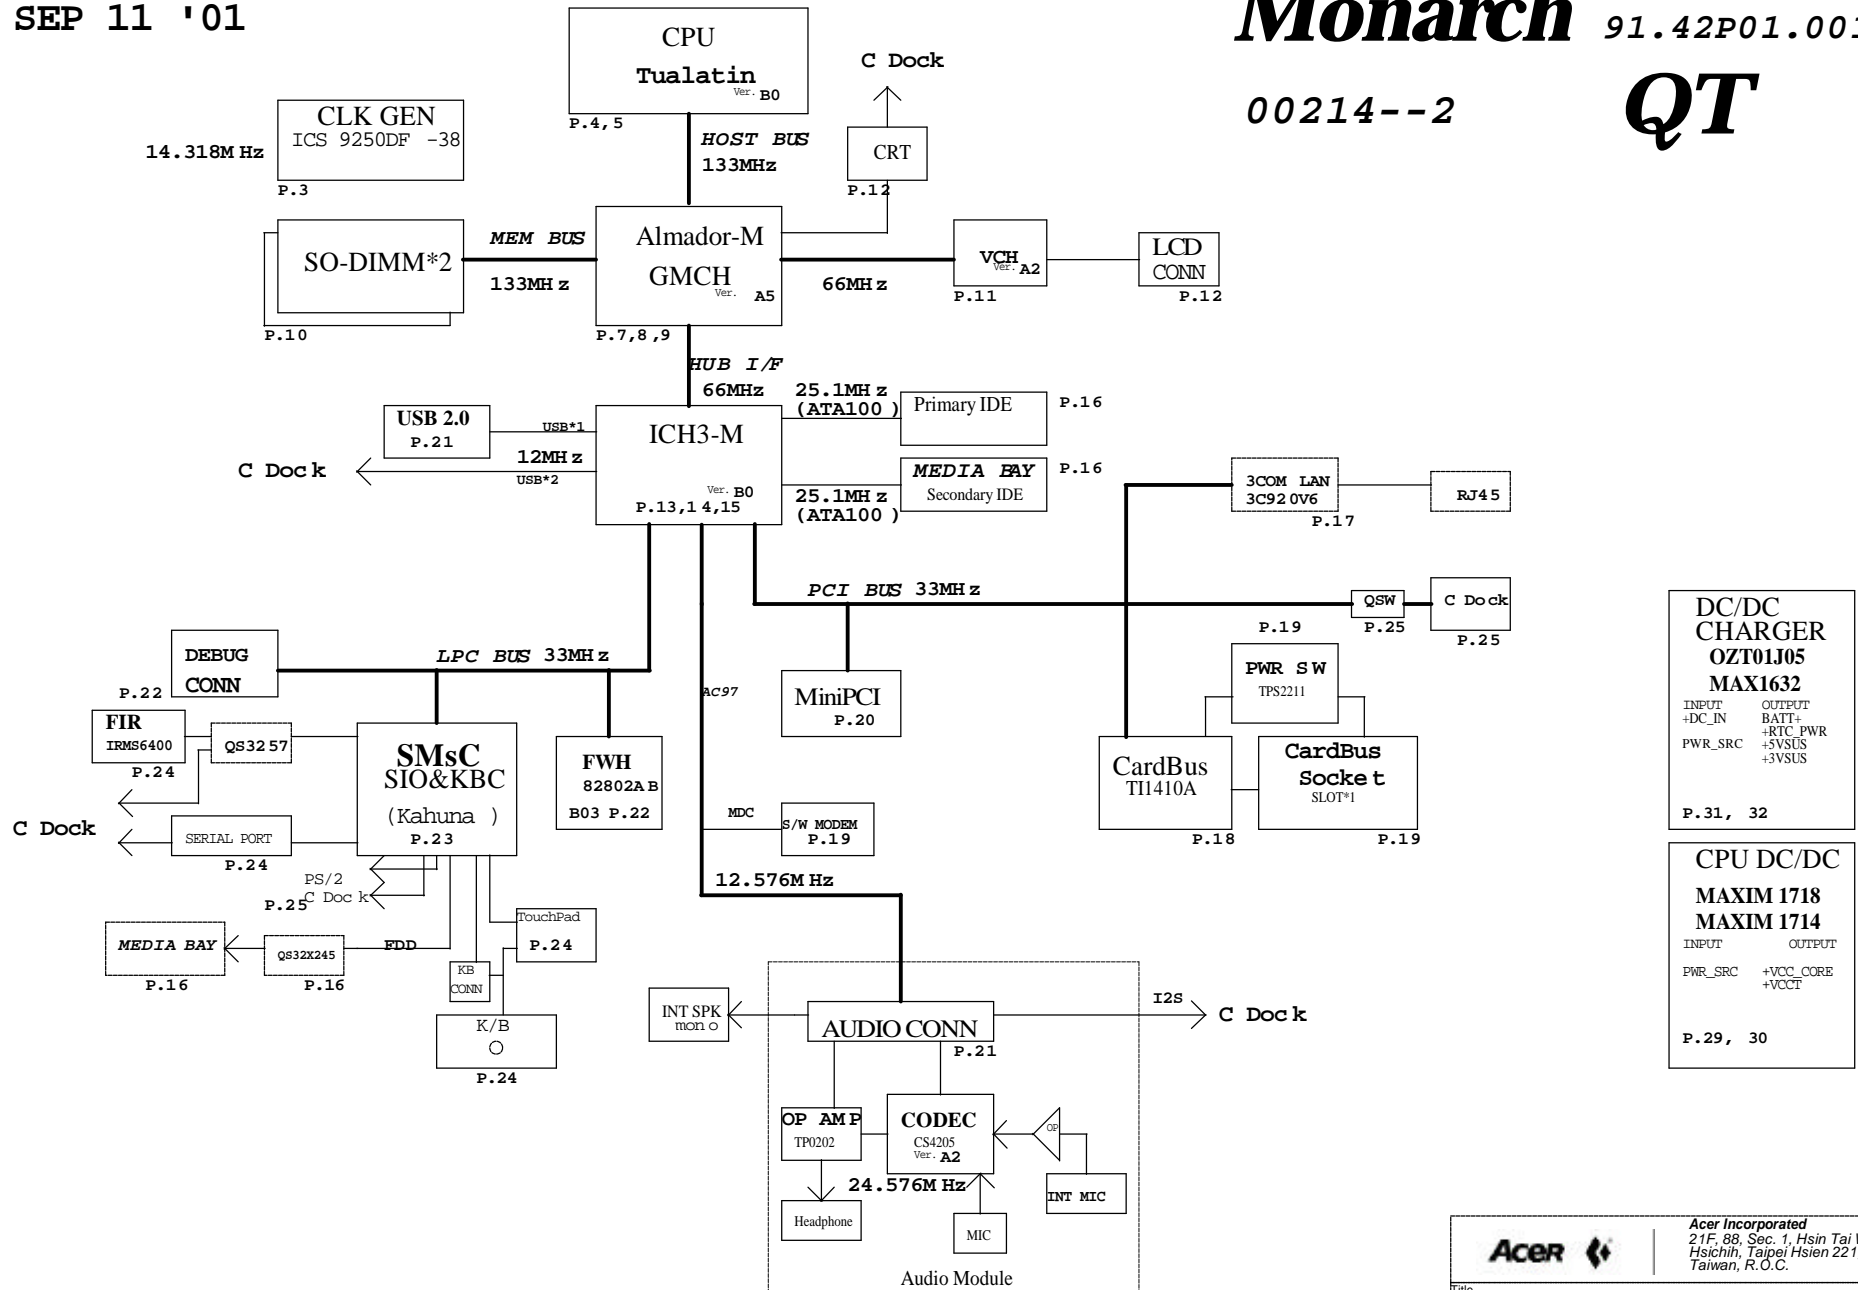 SEP 11 '01
Monarch 91.42P01.001
00214--2
QT
CPU
Tualatin
Ver. B0
P.4,5
C Dock
CLK GEN
ICS 9250DF -38
14.318MHz
P.3
HOST BUS
133MHz
CRT
P.12
SO-DIMM*2
P.10
MEM BUS
133MHz
Almador-M
GMCH
Ver. A5
P.7,8,9
66MHz
VCH
Ver. A2
P.11
LCD
CONN
P.12
HUB I/F
66MHz
25.1MHz
(ATA100)
Primary IDE
P.16
USB 2.0
P.21
USB*1
12MHz
USB*2
C Dock
ICH3-M
Ver. B0
P.13,14,15
25.1MHz
(ATA100)
MEDIA BAY
Secondary IDE
P.16
3COM LAN
3C920V6
P.17
RJ45
PCI BUS 33MHz
QSW
P.25
C Dock
P.25
DEBUG
CONN
P.22
LPC BUS 33MHz
AC97
MiniPCI
P.20
P.19
PWR SW
TPS2211
FIR
IRMS6400
P.24
QS3257
SMsC
SIO&KBC
(Kahuna )
P.23
FWH
82802AB
B03 P.22
CardBus
TI1410A
P.18
CardBus
Socket
SLOT*1
P.19
C Dock
SERIAL PORT
P.24
MDC
S/W MODEM
P.19
PS/2
C Dock
P.25
12.576MHz
MEDIA BAY
P.16
QS32X245
P.16
FDD
TouchPad
P.24
KB
CONN
K/B
P.24
INT SPK
mono
AUDIO CONN
P.21
I2S
C Dock
OP AMP
TP0202
CODEC
CS4205
Ver. A2
OP
24.576MHz
INT MIC
Headphone
MIC
Audio Module
DC/DC
CHARGER
OZT01J05
MAX1632
INPUT OUTPUT
+DC_IN BATT+
+RTC_PWR
PWR_SRC +5VSUS
+3VSUS
P.31, 32
CPU DC/DC
MAXIM 1718
MAXIM 1714
INPUT OUTPUT
PWR_SRC +VCC_CORE
+VCCT
P.29, 30
Acer
Acer Incorporated
21F, 88, Sec. 1, Hsin Tai
Hsichih, Taipei Hsien 221
Taiwan, R.O.C.
Title